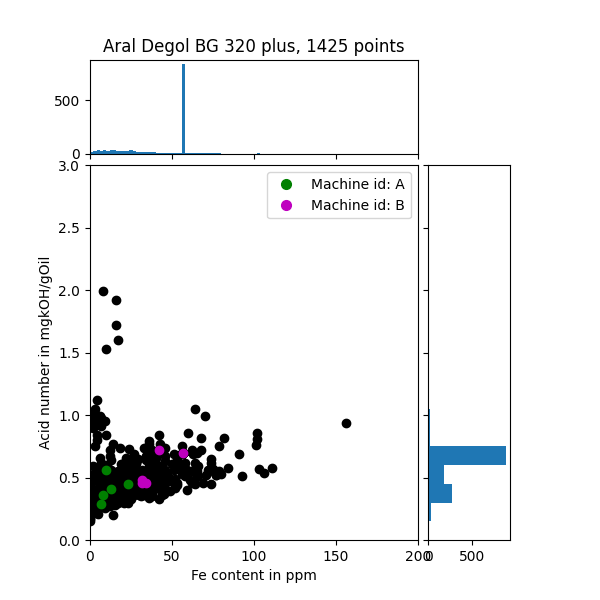 Aral Degol BG 320 plus, 1425 points
500
0
3.0
2.5
2.0
1.5
1.0
0.5
0.0
Acid number in mgkOH/gOil
Machine id: A
Machine id: B
0 50 100 150 200
Fe content in ppm
0 500